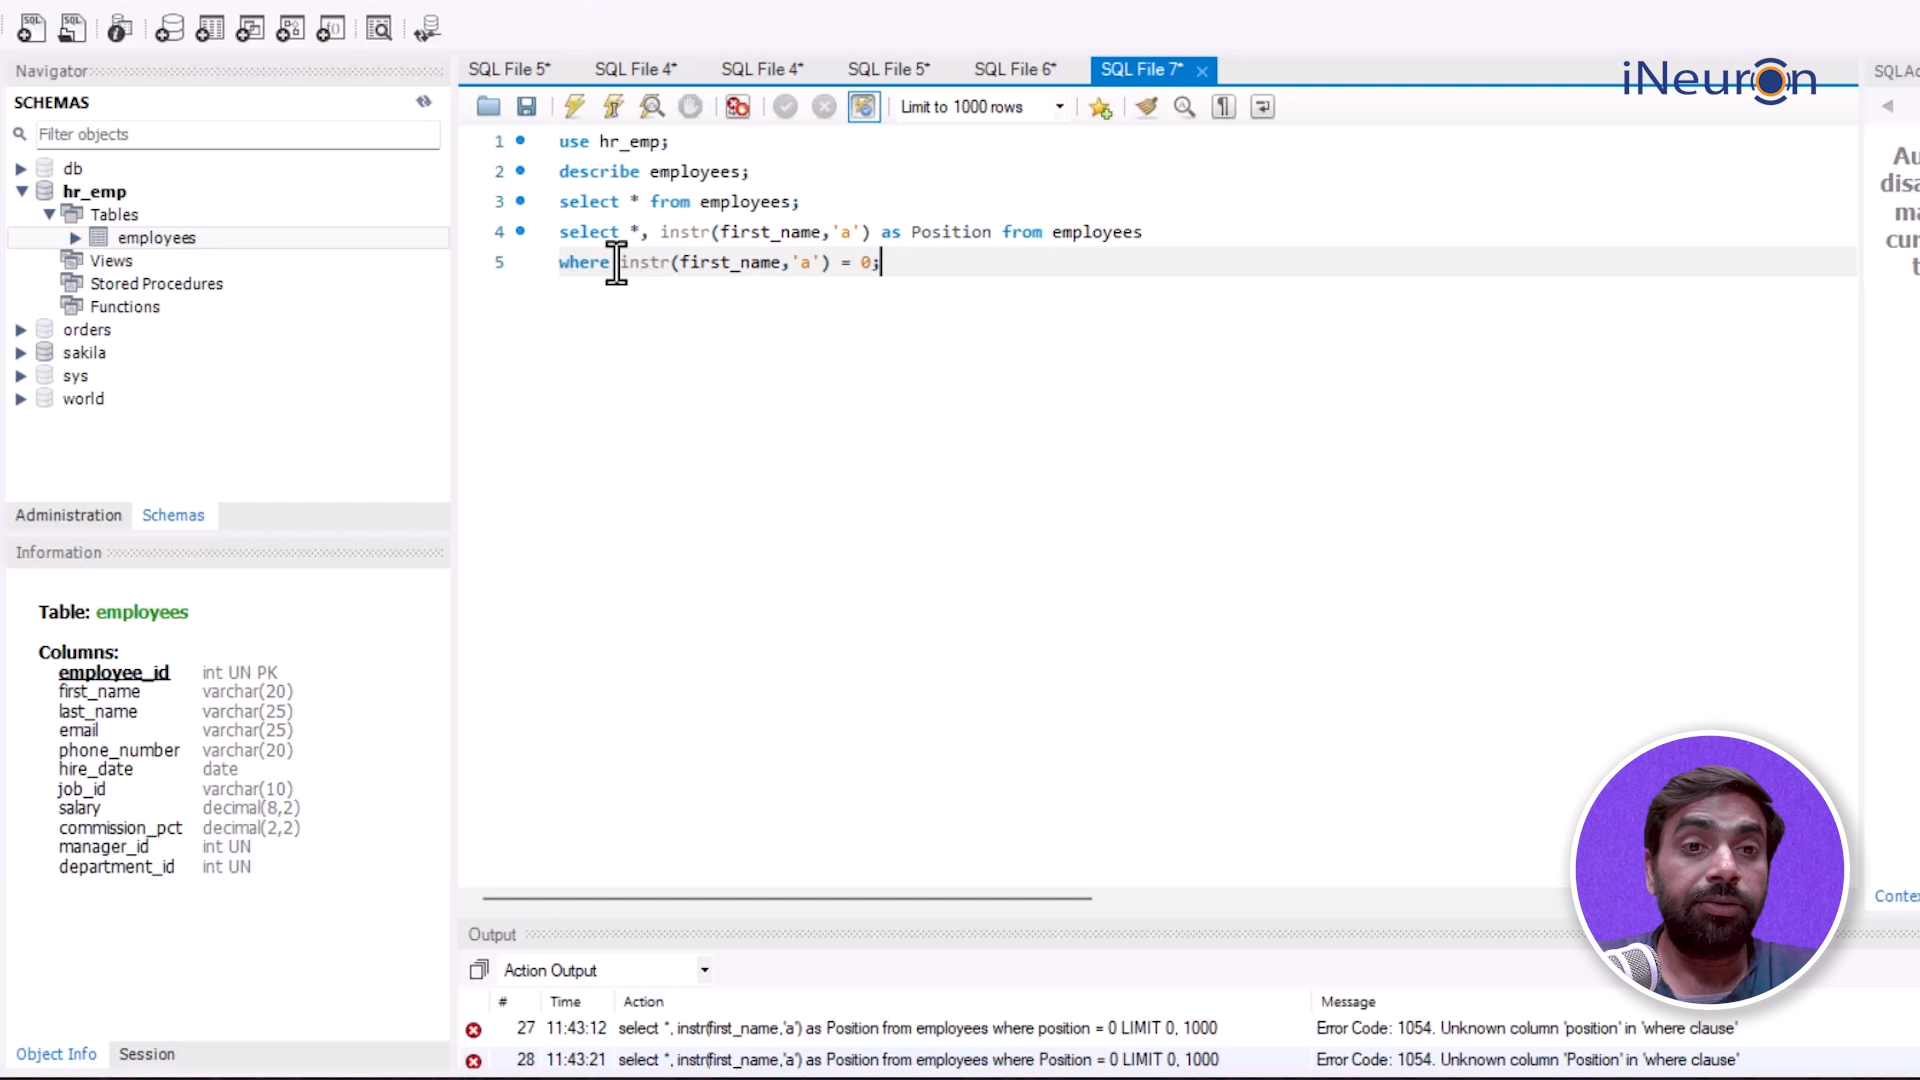 SQL
SQL
Navigator
SCHEMAS
Filter objects
db
hr_emp
Tables
employees
Views
Stored Procedures
Functions
orders
sakila
sys
world
Administration Schemas
Information
Table: employees
Columns:
employee_id int UN PK
first_name varchar(20)
last_name varchar(25)
email varchar(25)
phone_number varchar(20)
hire_date date
job_id varchar(10)
salary decimal(8,2)
commission_pct decimal(2,2)
manager_id int UN
department_id int UN
Object Info Session
SQL File 5* SQL File 4* SQL File 4* SQL File 5* SQL File 6* SQL File 7*
Limit to 1000 rows
1 use hr_emp;
2 describe employees;
3 select * from employees;
4 select *, instr(first_name,'a') as Position from employees
5 where instr(first_name,'a') = 0;
Output
Action Output
# Time Action Message
27 11:43:12 select *, instr(first_name,'a') as Position from employees where position = 0 LIMIT 0, 1000 Error Code: 1054. Unknown column 'position' in 'where clause'
28 11:43:21 select *, instr(first_name,'a') as Position from employees where Position = 0 LIMIT 0, 1000 Error Code: 1054. Unknown column 'Position' in 'where clause'
iNeuron